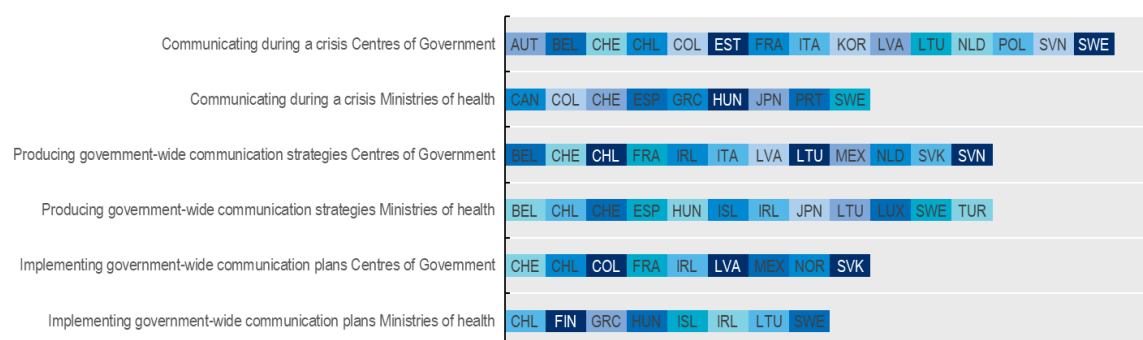 Communicating during a crisis Centres of Government AUT BEL CHE CHL COL EST FRA ITA KOR LVA LTU NLD POL SVN SWE
Communicating during a crisis Ministries of health CAN COL CHE ESP GRC HUN JPN PRT SWE
Producing government-wide communication strategies Centres of Government BEL CHE CHL FRA IRL ITA LVA LTU MEX NLD SVK SVN
Producing government-wide communication strategies Ministries of health BEL CHL CHE ESP HUN ISL IRL JPN LTU LUX SWE TUR
Implementing government-wide communication plans Centres of Government CHE CHL COL FRA IRL LVA MEX NOR SVK
Implementing government-wide communication plans Ministries of health CHL FIN GRC HUN ISL IRL LTU SWE